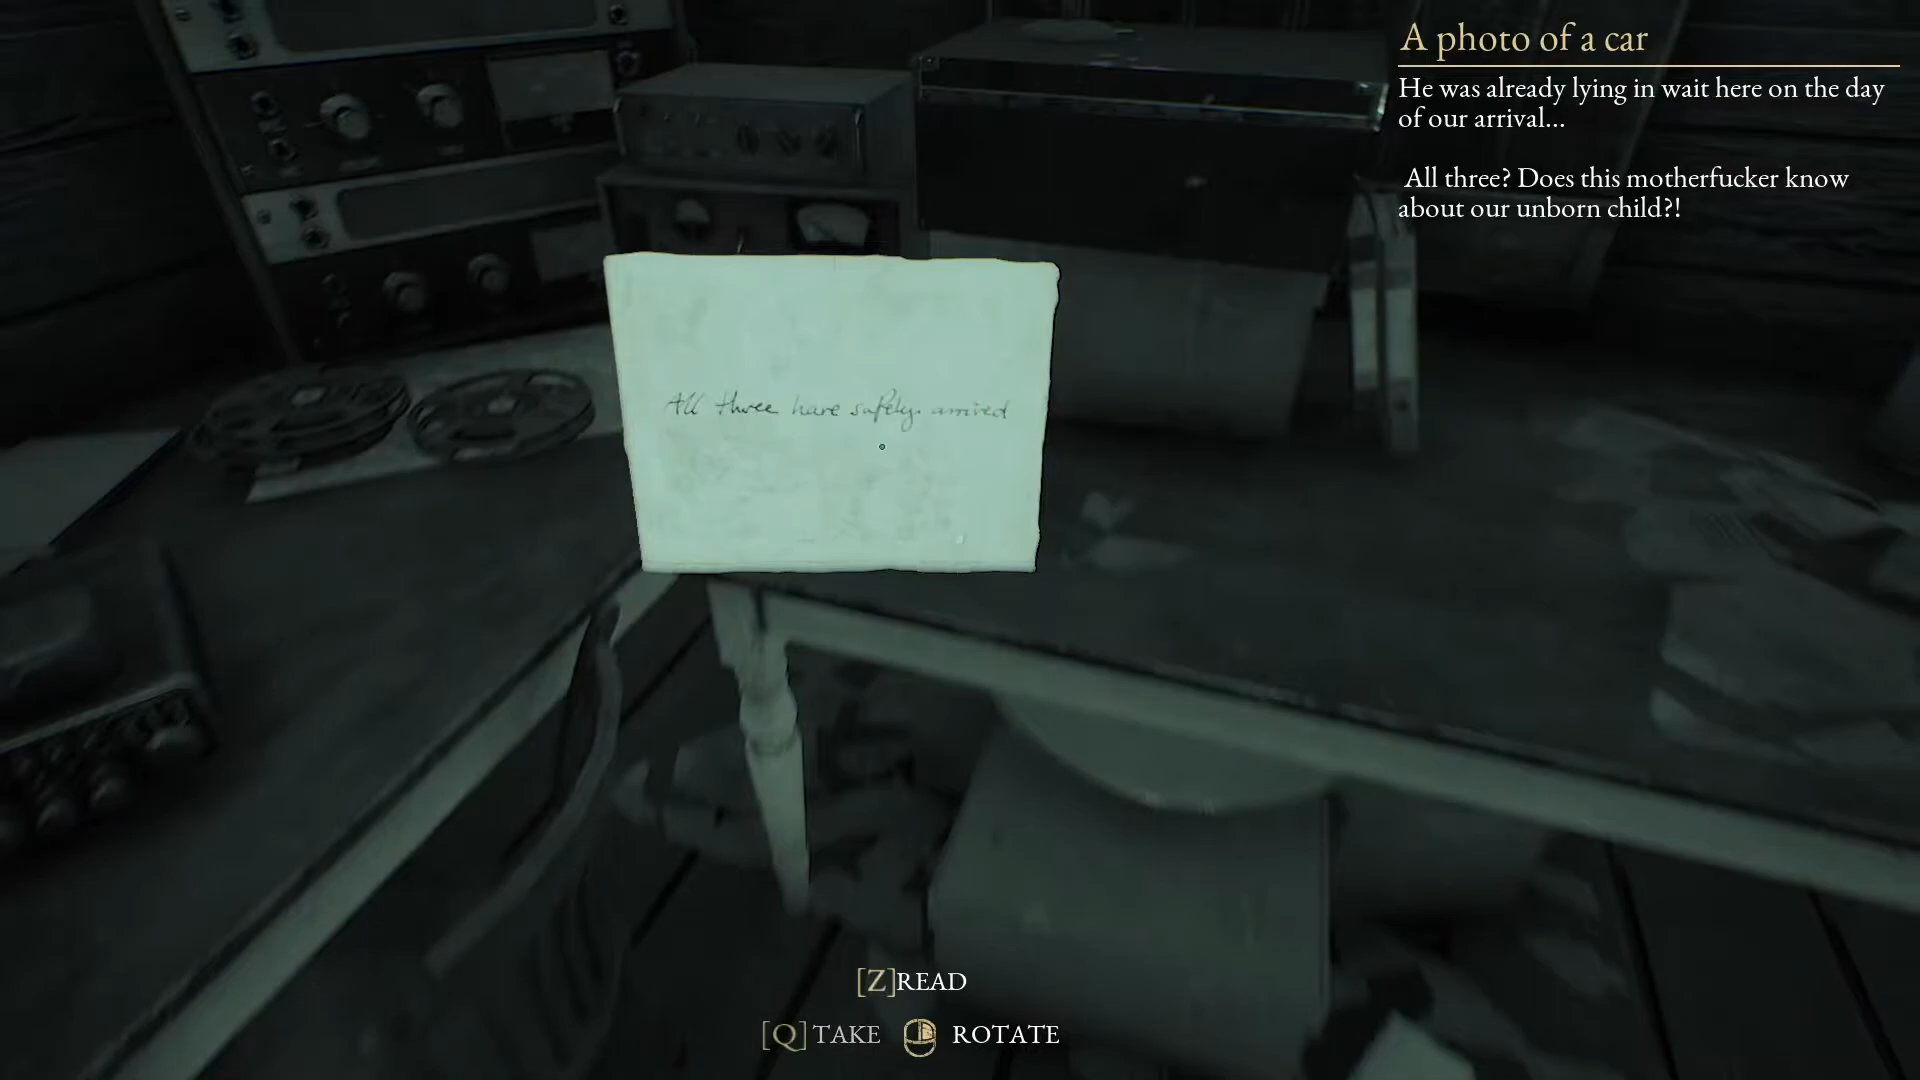 A photo of a car
He was already lying in wait here on the day
of our arrival...
All three? Does this motherfucker know
about our unborn child?!
All three have safely arrived
[Z]READ
[Q]TAKE ROTATE